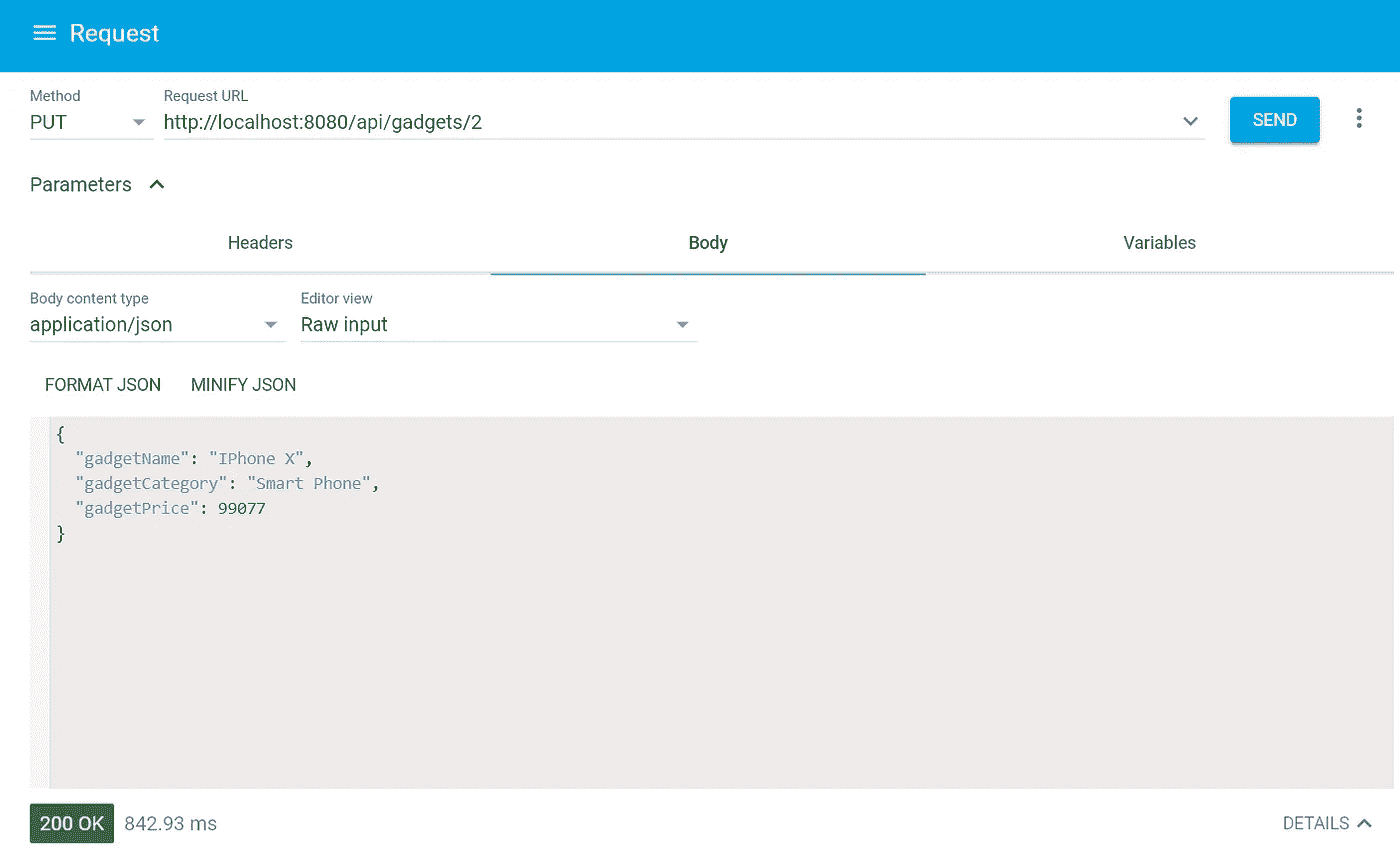 Request
Method
Request URL
PUT
http://localhost:8080/api/gadgets/2
SEND
Parameters
Headers
Body
Variables
Body content type
Editor view
application/json
Raw input
FORMAT JSON
MINIFY JSON
{
"gadgetName": "IPhone X",
"gadgetCategory": "Smart Phone",
"gadgetPrice": 99077
}
200 OK
842.93 ms
DETAILS